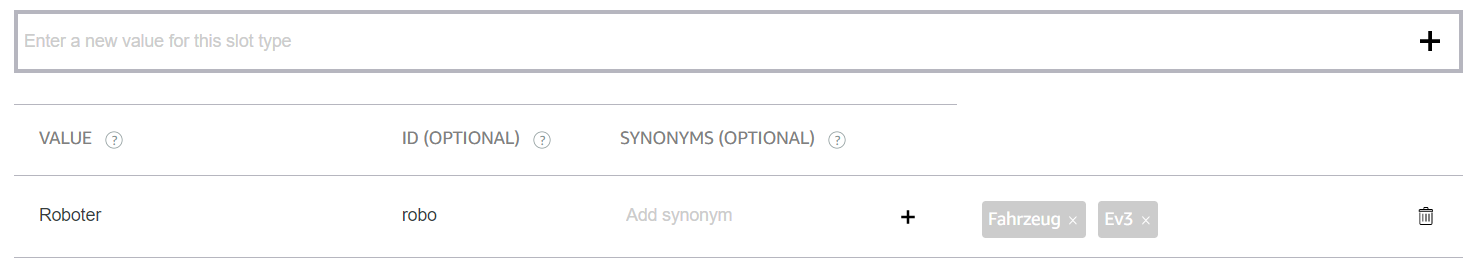 Enter a new value for this slot type
VALUE ? ID (OPTIONAL) ? SYNONYMS (OPTIONAL) ?
Roboter robo Add synonym Fahrzeug × Ev3 ×